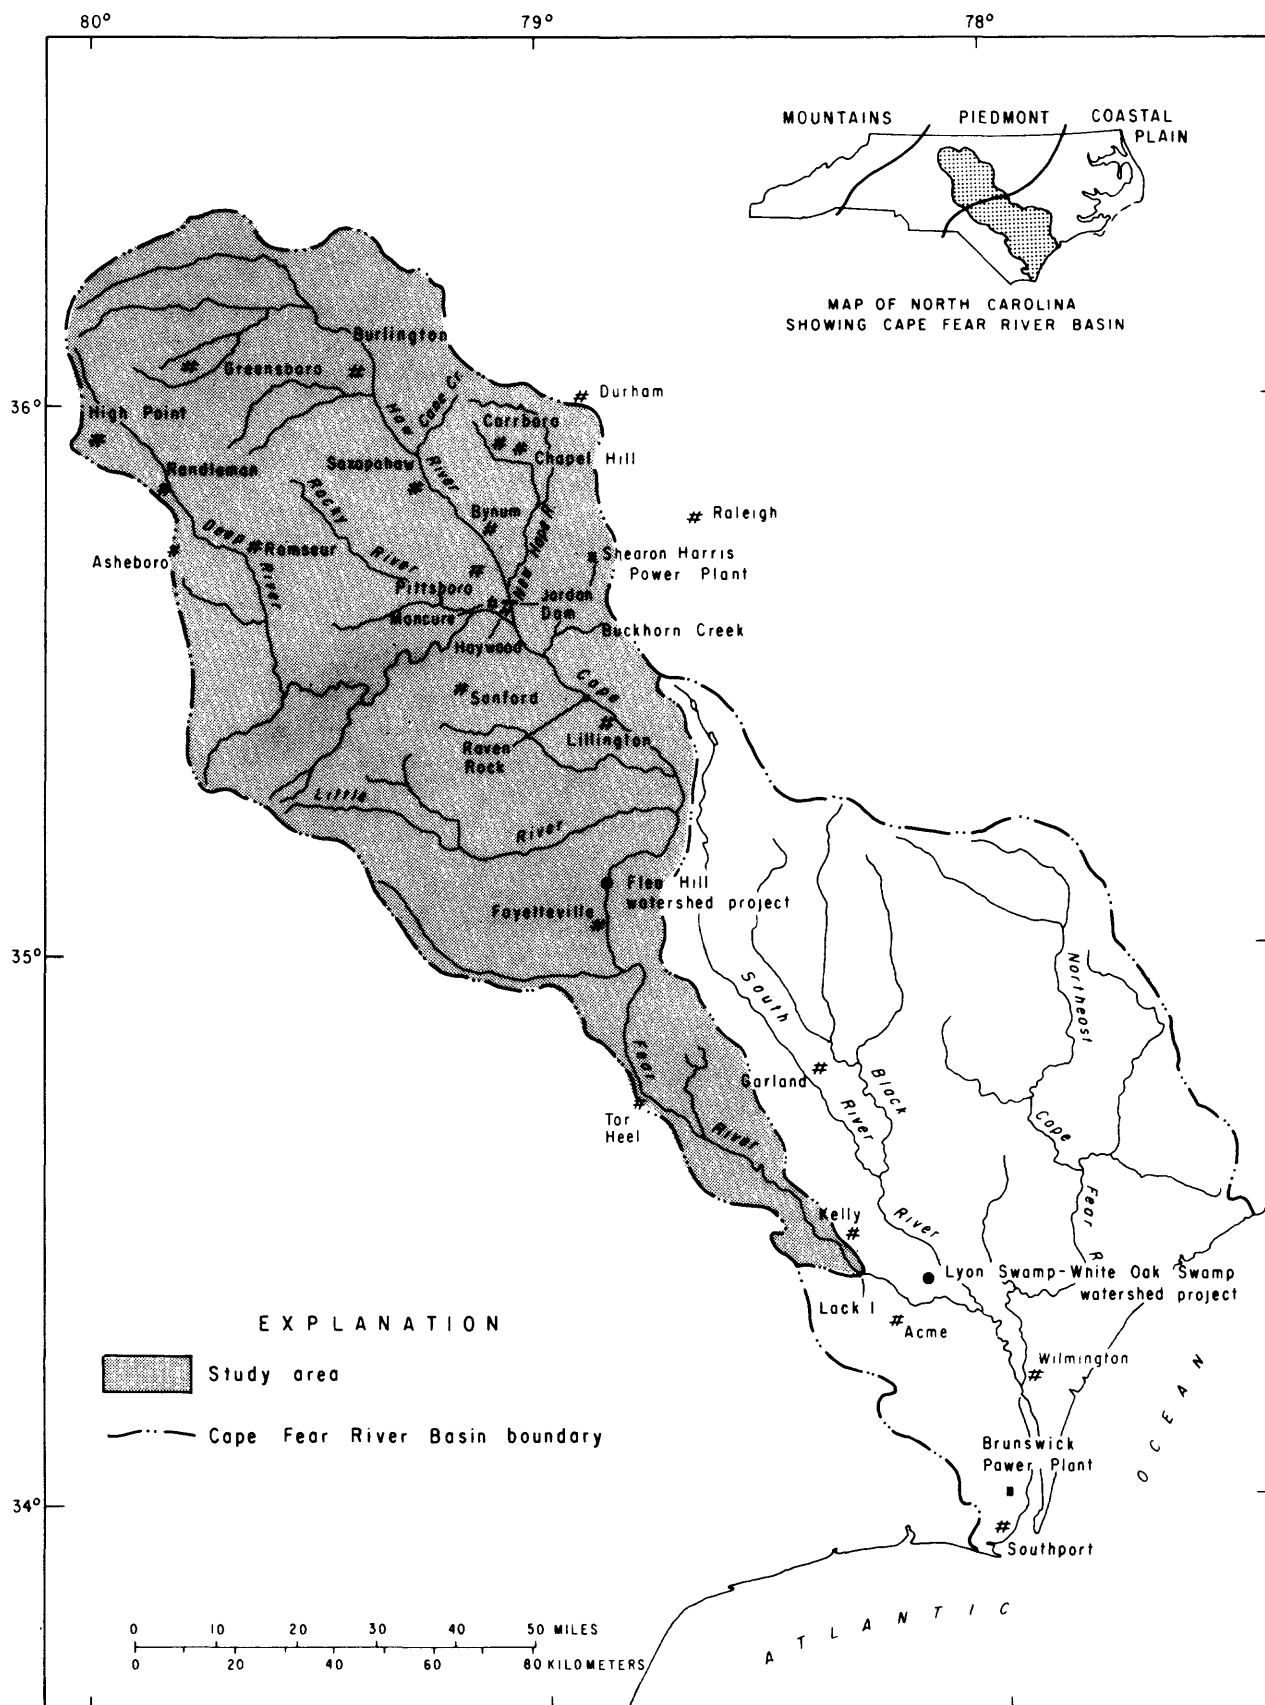 80°
79°
78°
MOUNTAINS
PIEDMONT
COASTAL
PLAIN
MAP OF NORTH CAROLINA
SHOWING CAPE FEAR RIVER BASIN
Burlington
Greensboro
Durham
36°
High Point
Haw
Cane Cr.
Carrboro
Chapel Hill
Randleman
Saxapahaw
River
Rocky
Bynum
Raleigh
New Hope R
Deep
Ramseur
Asheboro
River
River
Shearon Harris
Power Plant
Pittsboro
Jordan
Dam
Moncure
Buckhorn Creek
Haywood
Cape
Sanford
Lillington
Raven
Rock
Little
River
Flea Hill
watershed project
Fayetteville
35°
South
Northeast
Fear
Garland
Black
River
Tar
Heel
River
Cape
Kelly
River
Fear
R
Lyon Swamp-White Oak Swamp
watershed project
Lock 1
Acme
EXPLANATION
Study area
Wilmington
Cape Fear River Basin boundary
Brunswick
Power Plant
34°
Southport
ATLANTIC
OCEAN
0 10 20 30 40 50 MILES
0 20 40 60 80 KILOMETERS